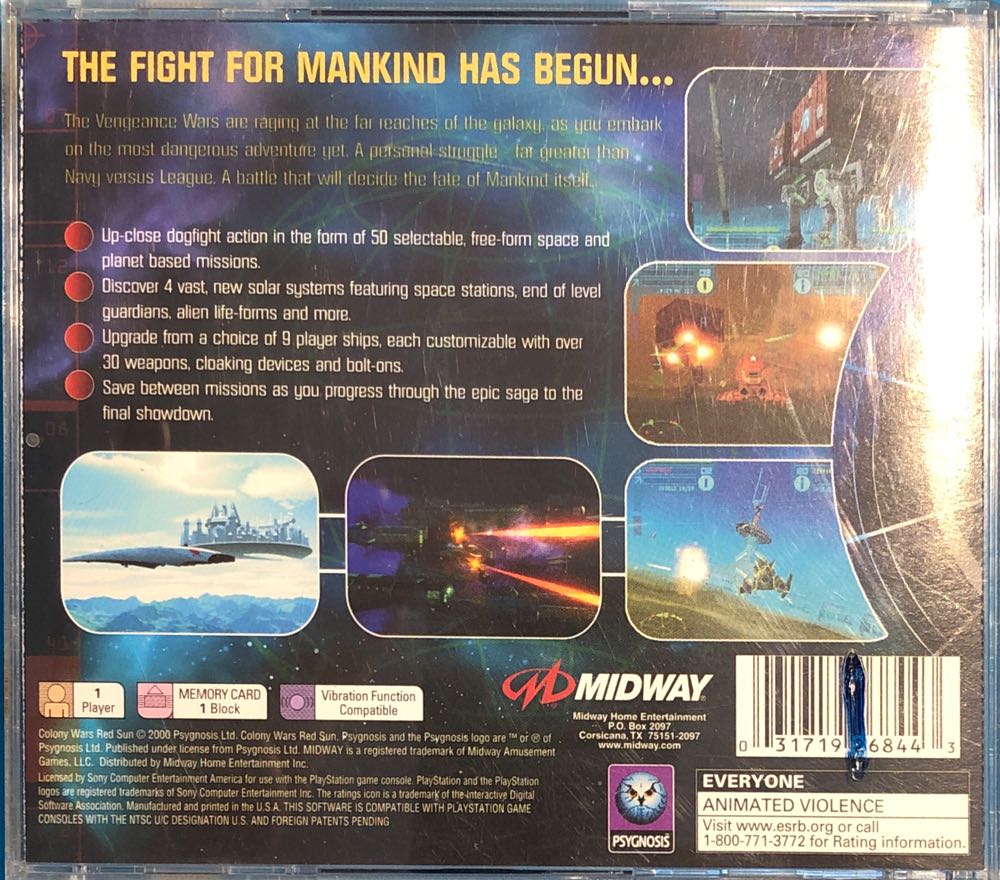 THE FIGHT FOR MANKIND HAS BEGUN...
The Vengeance Wars are raging at the far reaches of the galaxy, as you embark
on the most dangerous adventure yet. A personal struggle - far greater than
Navy versus League. A battle that will decide the fate of Mankind itself...
Up-close dogfight action in the form of 50 selectable, free-form space and
planet based missions.
Discover 4 vast, new solar systems featuring space stations, end of level
guardians, alien life-forms and more.
Upgrade from a choice of 9 player ships, each customizable with over
30 weapons, cloaking devices and bolt-ons.
Save between missions as you progress through the epic saga to the
final showdown.
1
Player
MEMORY CARD
1 Block
Vibration Function
Compatible
MIDWAY
Midway Home Entertainment
P.O. Box 2097
Corsicana, TX 75151-2097
www.midway.com
Colony Wars Red Sun © 2000 Psygnosis Ltd. Colony Wars Red Sun, Psygnosis and the Psygnosis logo are ™ or ® of
Psygnosis Ltd. Published under license from Psygnosis Ltd. MIDWAY is a registered trademark of Midway Amusement
Games, LLC. Distributed by Midway Home Entertainment Inc.
Licensed by Sony Computer Entertainment America for use with the PlayStation game console. PlayStation and the PlayStation
logos are registered trademarks of Sony Computer Entertainment Inc. The ratings icon is a trademark of the Interactive Digital
Software Association. Manufactured and printed in the U.S.A. THIS SOFTWARE IS COMPATIBLE WITH PLAYSTATION GAME
CONSOLES WITH THE NTSC U/C DESIGNATION U.S. AND FOREIGN PATENTS PENDING
PSYGNOSIS
0 31719 6844 3
EVERYONE
ANIMATED VIOLENCE
Visit www.esrb.org or call
1-800-771-3772 for Rating information.